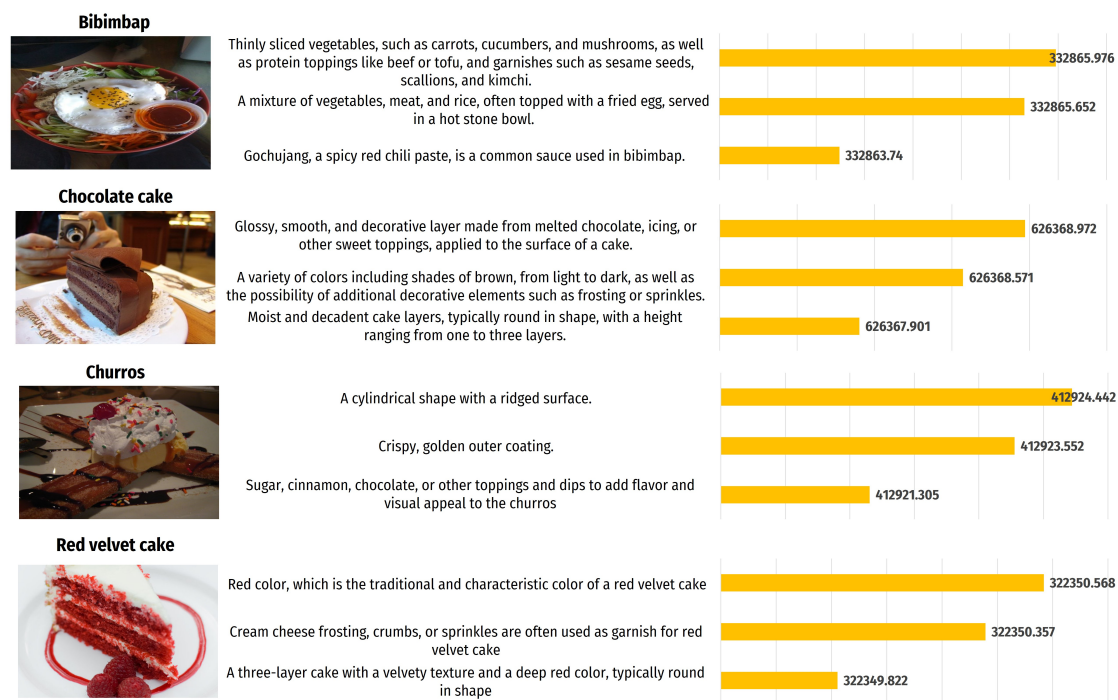 Bibimbap
Thinly sliced vegetables, such as carrots, cucumbers, and mushrooms, as well
as protein toppings like beef or tofu, and garnishes such as sesame seeds,
scallions, and kimchi.
332865.976
A mixture of vegetables, meat, and rice, often topped with a fried egg, served
in a hot stone bowl.
332865.652
Gochujang, a spicy red chili paste, is a common sauce used in bibimbap.
332863.74
Chocolate cake
Glossy, smooth, and decorative layer made from melted chocolate, icing, or
other sweet toppings, applied to the surface of a cake.
626368.972
A variety of colors including shades of brown, from light to dark, as well as
the possibility of additional decorative elements such as frosting or sprinkles.
626368.571
Moist and decadent cake layers, typically round in shape, with a height
ranging from one to three layers.
626367.901
Churros
A cylindrical shape with a ridged surface.
412924.442
Crispy, golden outer coating.
412923.552
Sugar, cinnamon, chocolate, or other toppings and dips to add flavor and
visual appeal to the churros
412921.305
Red velvet cake
Red color, which is the traditional and characteristic color of a red velvet cake
322350.568
Cream cheese frosting, crumbs, or sprinkles are often used as garnish for red
velvet cake
322350.357
A three-layer cake with a velvety texture and a deep red color, typically round
in shape
322349.822